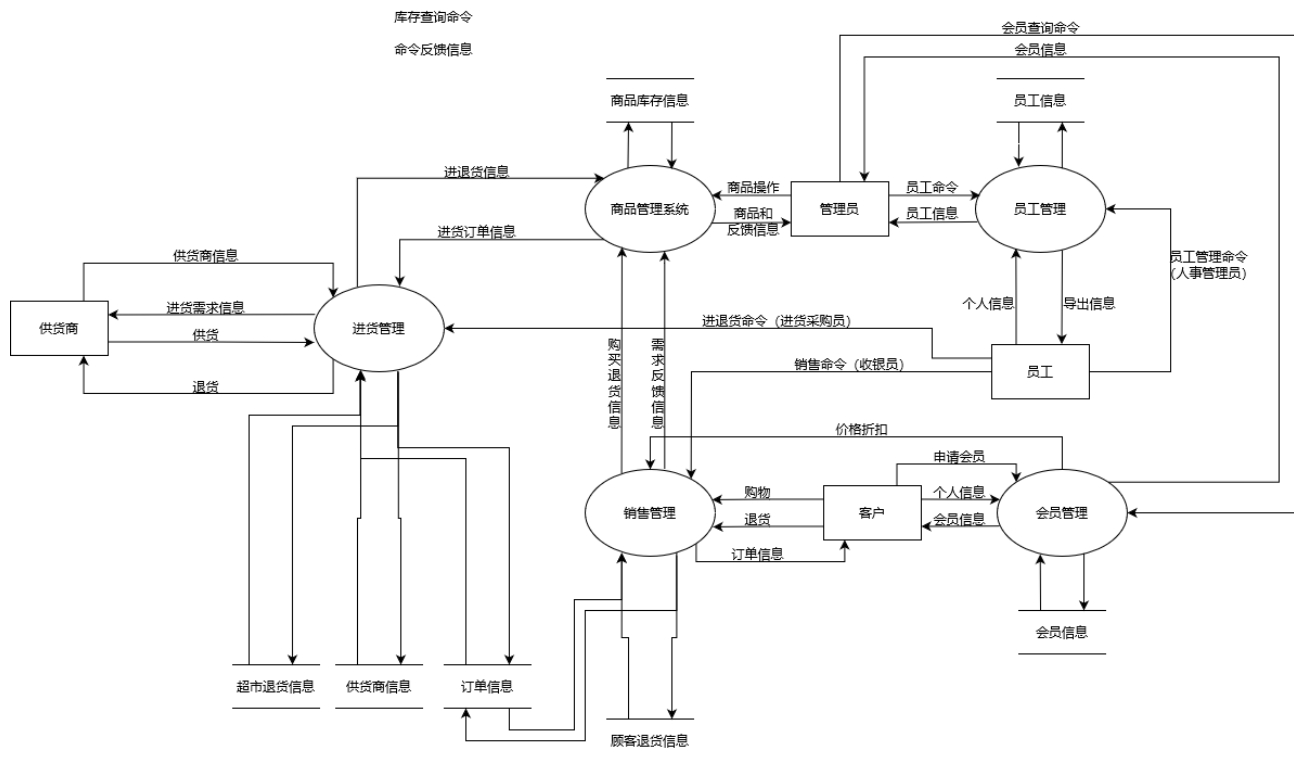 库存查询命令
命令反馈信息
会员查询命令
会员信息
商品库存信息
员工信息
进退货信息
商品操作
员工命令
商品管理系统
管理员
员工管理
商品和
反馈信息
员工信息
进货订单信息
供货商信息
员工管理命令
（人事管理员）
个人信息
导出信息
进货需求信息
供货商
进货管理
供货
进退货命令（进货采购员）
购买退货信息
需求反馈信息
销售命令（收银员）
员工
退货
价格折扣
申请会员
购物
个人信息
销售管理
客户
会员管理
退货
会员信息
订单信息
会员信息
超市退货信息
供货商信息
订单信息
顾客退货信息